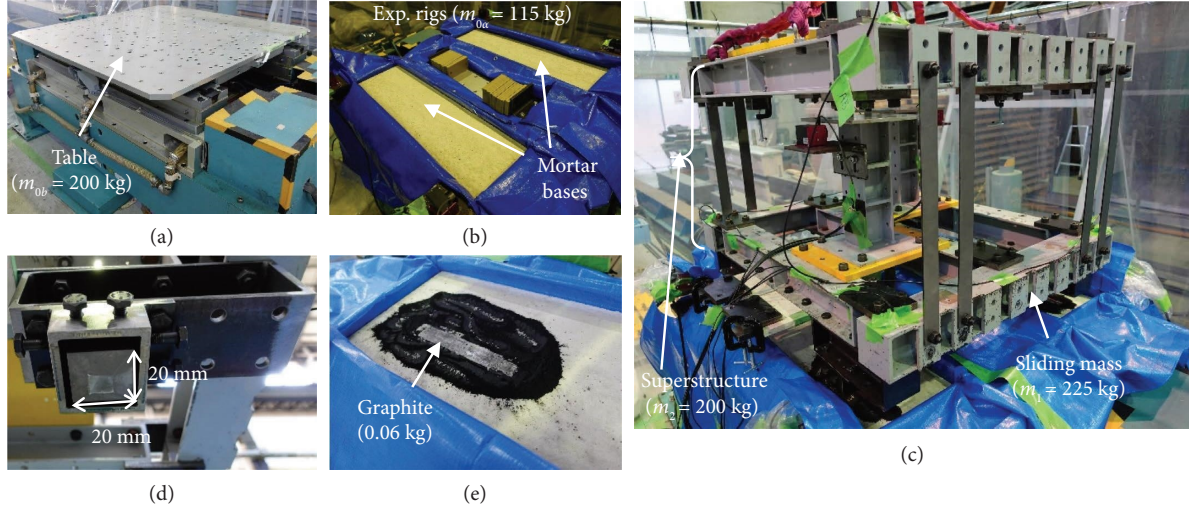 Table
(m0b = 200 kg)
(a)
Exp. rigs (m0α = 115 kg)
Mortar
bases
(b)
Superstructure
(m2 = 200 kg)
Sliding mass
(m1 = 225 kg)
(c)
20 mm
20 mm
(d)
Graphite
(0.06 kg)
(e)